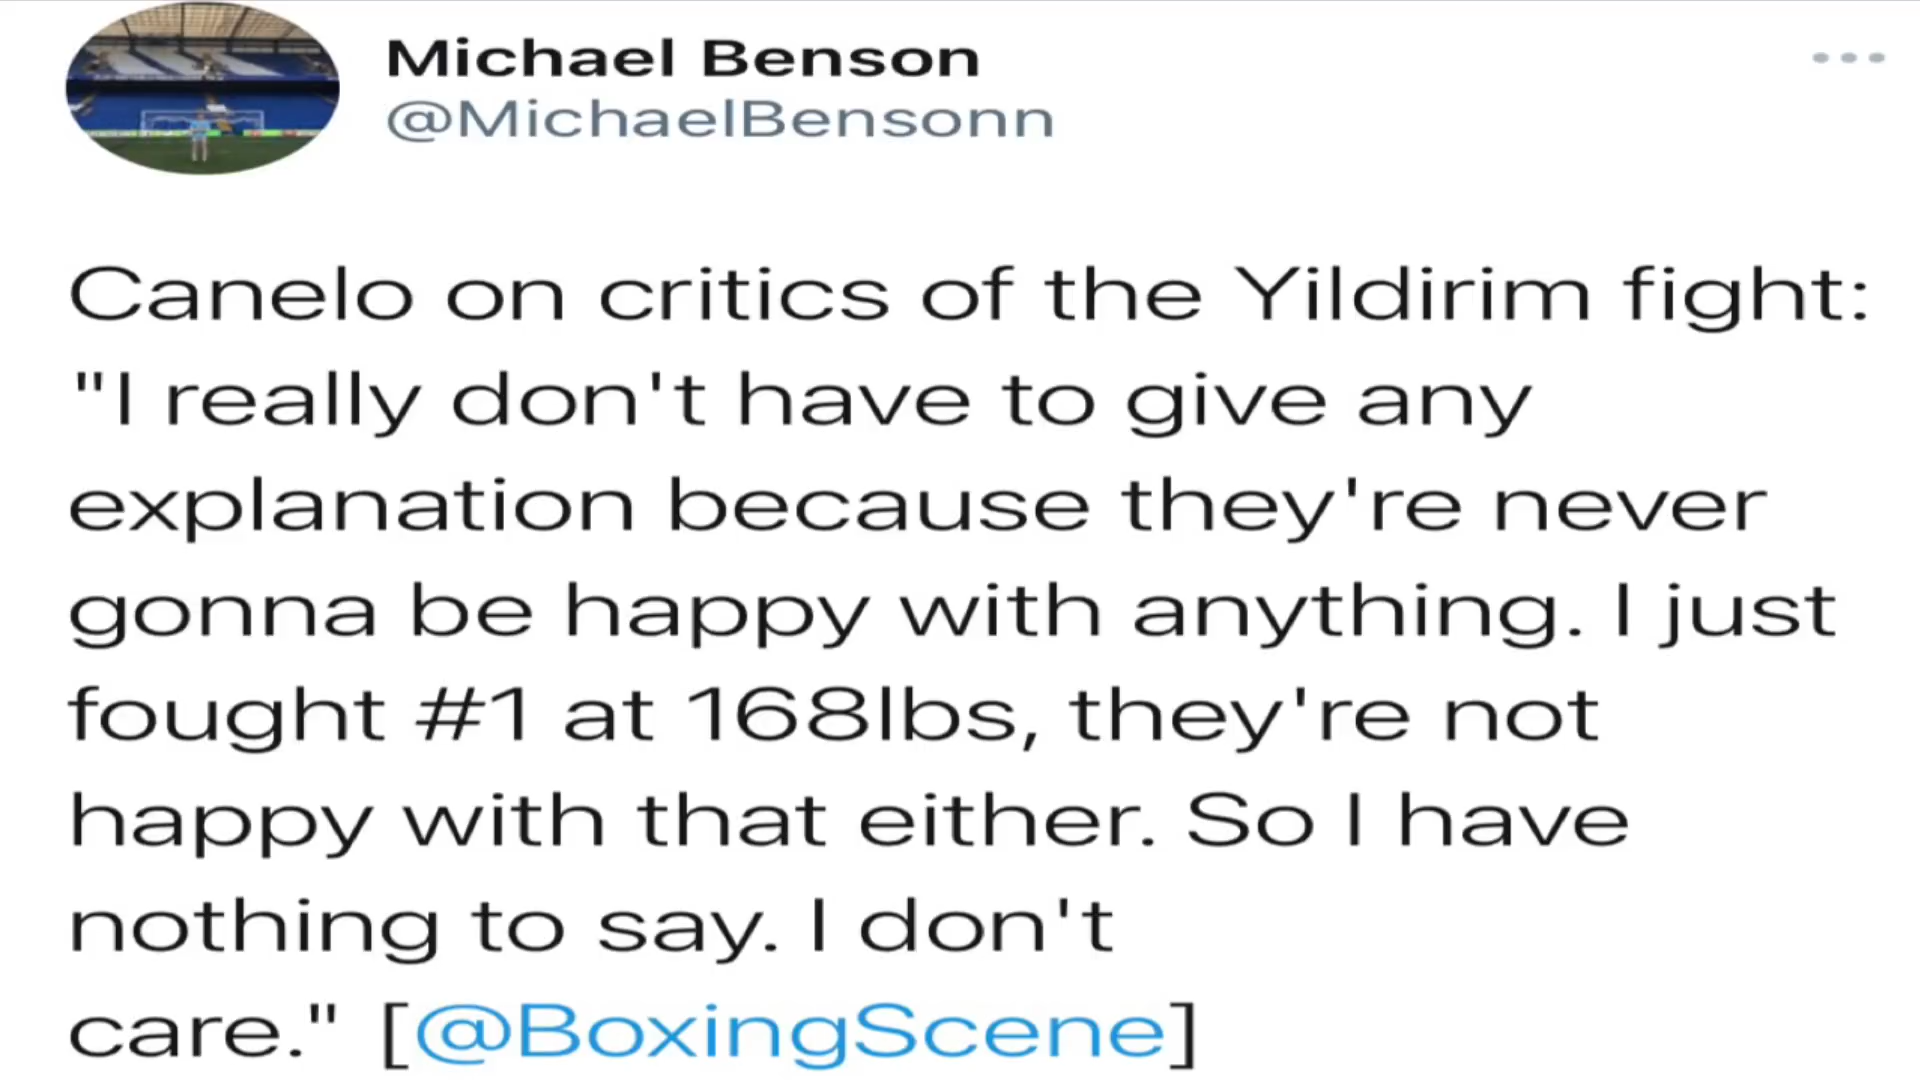 Michael Benson
@MichaelBensonn
Canelo on critics of the Yildirim fight:
"I really don't have to give any
explanation because they're never
gonna be happy with anything. I just
fought #1 at 168lbs, they're not
happy with that either. So I have
nothing to say. I don't
care." [@BoxingScene]